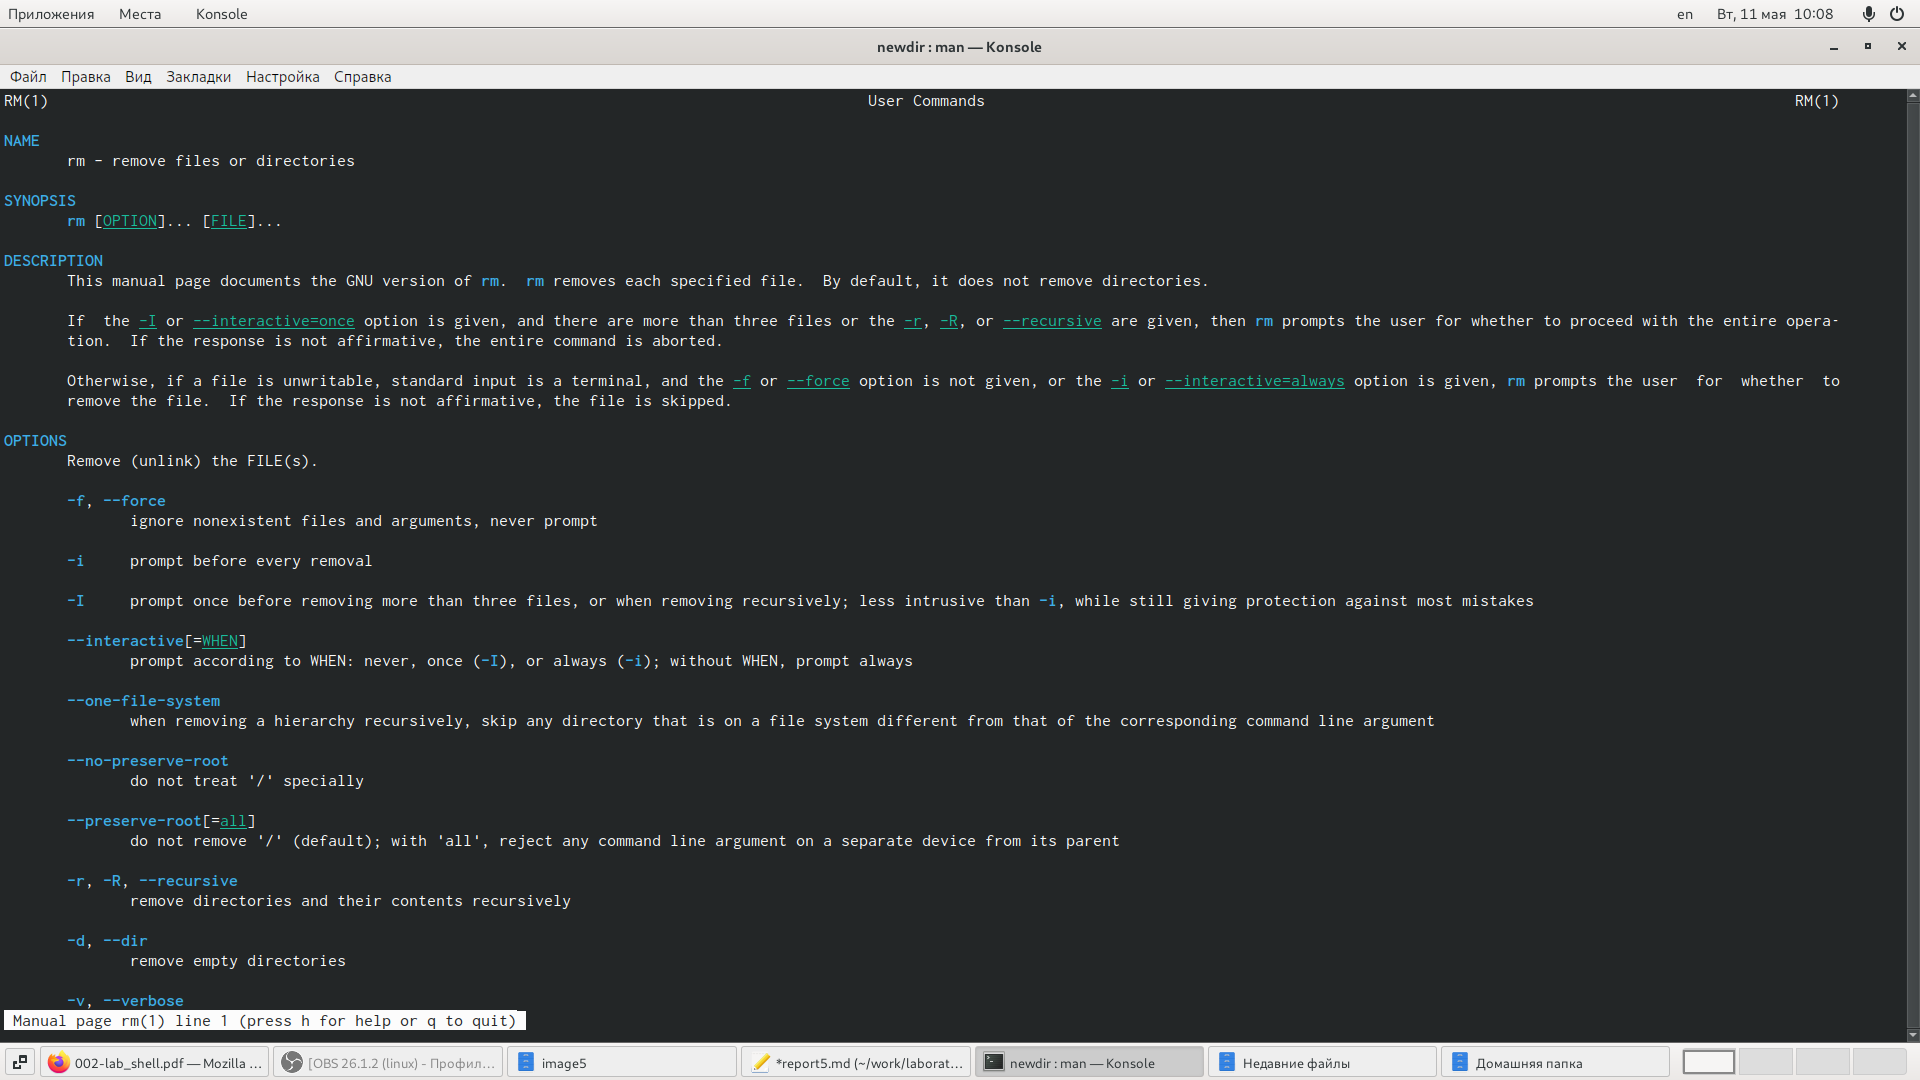 Приложения Места Konsole en Вт, 11 мая 10:08
newdir : man — Konsole
Файл Правка Вид Закладки Настройка Справка
RM(1) User Commands RM(1)
NAME
rm - remove files or directories
SYNOPSIS
rm [OPTION]... [FILE]...
DESCRIPTION
This manual page documents the GNU version of rm. rm removes each specified file. By default, it does not remove directories.
If the -I or --interactive=once option is given, and there are more than three files or the -r, -R, or --recursive are given, then rm prompts the user for whether to proceed with the entire opera-
tion. If the response is not affirmative, the entire command is aborted.
Otherwise, if a file is unwritable, standard input is a terminal, and the -f or --force option is not given, or the -i or --interactive=always option is given, rm prompts the user for whether to
remove the file. If the response is not affirmative, the file is skipped.
OPTIONS
Remove (unlink) the FILE(s).
-f, --force
ignore nonexistent files and arguments, never prompt
-i prompt before every removal
-I prompt once before removing more than three files, or when removing recursively; less intrusive than -i, while still giving protection against most mistakes
--interactive[=WHEN]
prompt according to WHEN: never, once (-I), or always (-i); without WHEN, prompt always
--one-file-system
when removing a hierarchy recursively, skip any directory that is on a file system different from that of the corresponding command line argument
--no-preserve-root
do not treat '/' specially
--preserve-root[=all]
do not remove '/' (default); with 'all', reject any command line argument on a separate device from its parent
-r, -R, --recursive
remove directories and their contents recursively
-d, --dir
remove empty directories
-v, --verbose
Manual page rm(1) line 1 (press h for help or q to quit)
002-lab_shell.pdf — Mozilla ... [OBS 26.1.2 (linux) - Профил... image5 *report5.md (~/work/laborat... newdir : man — Konsole Недавние файлы Домашняя папка